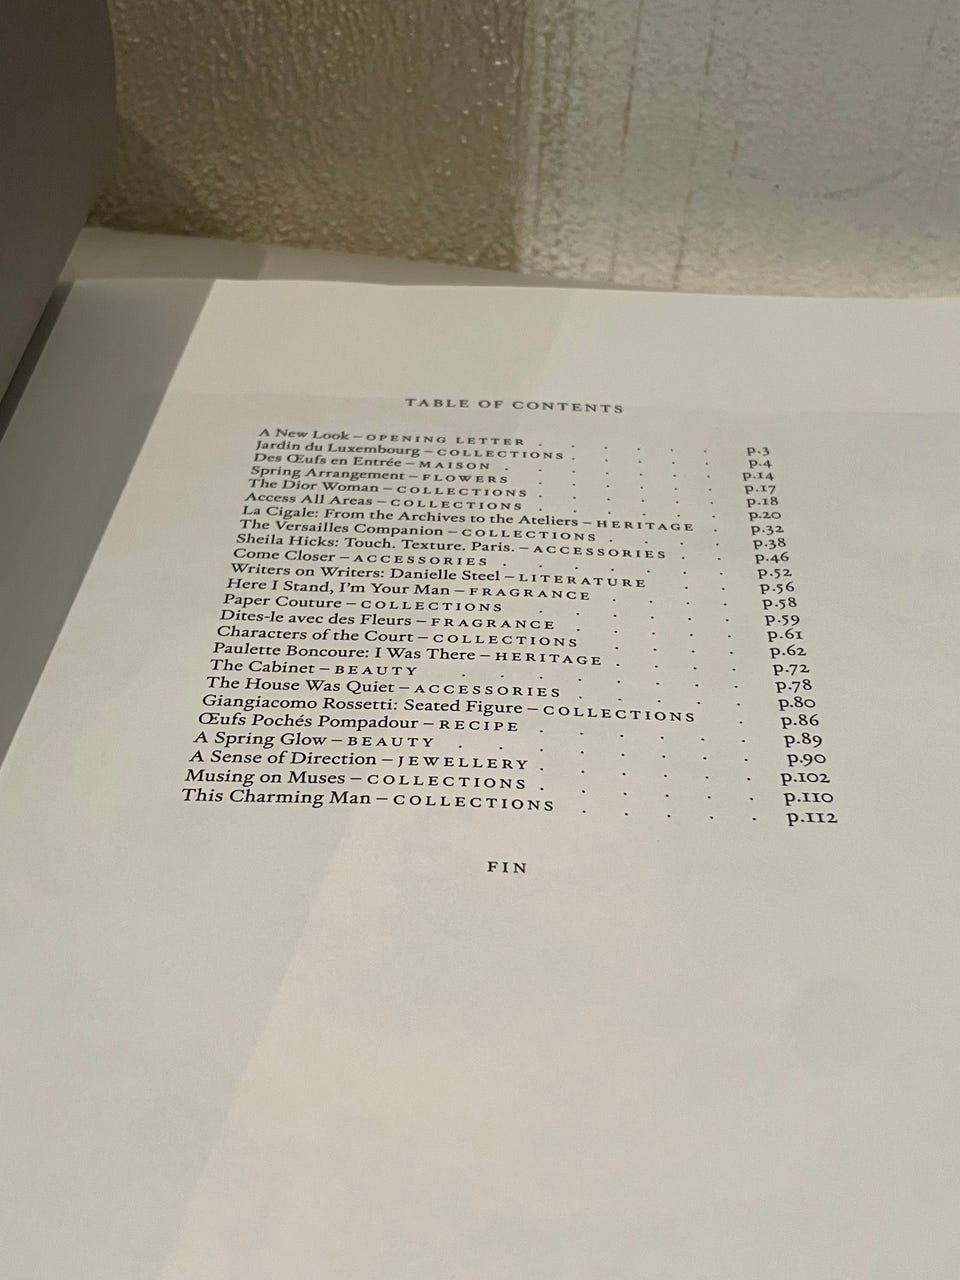 TABLE OF CONTENTS
A New Look – OPENING LETTER . . . . . p.3
Jardin du Luxembourg – COLLECTIONS . . . . . p.4
Des Œufs en Entrée – MAISON . . . . . . p.14
Spring Arrangement – FLOWERS . . . . . p.17
The Dior Woman – COLLECTIONS . . . . . p.18
Access All Areas – COLLECTIONS . . . . . p.20
La Cigale: From the Archives to the Ateliers – HERITAGE . p.32
The Versailles Companion – COLLECTIONS . . . . p.38
Sheila Hicks: Touch. Texture. Paris. – ACCESSORIES . . p.46
Come Closer – ACCESSORIES . . . . . . p.52
Writers on Writers: Danielle Steel – LITERATURE . . p.56
Here I Stand, I'm Your Man – FRAGRANCE . . . . p.58
Paper Couture – COLLECTIONS . . . . . p.59
Dites-le avec des Fleurs – FRAGRANCE . . . . . p.61
Characters of the Court – COLLECTIONS . . . . p.62
Paulette Boncoure: I Was There – HERITAGE . . . . p.72
The Cabinet – BEAUTY . . . . . . . p.78
The House Was Quiet – ACCESSORIES . . . . . p.80
Giangiacomo Rossetti: Seated Figure – COLLECTIONS . p.86
Œufs Pochés Pompadour – RECIPE . . . . . p.89
A Spring Glow – BEAUTY . . . . . . . p.90
A Sense of Direction – JEWELLERY . . . . . p.102
Musing on Muses – COLLECTIONS . . . . . . p.110
This Charming Man – COLLECTIONS . . . . . p.112
FIN